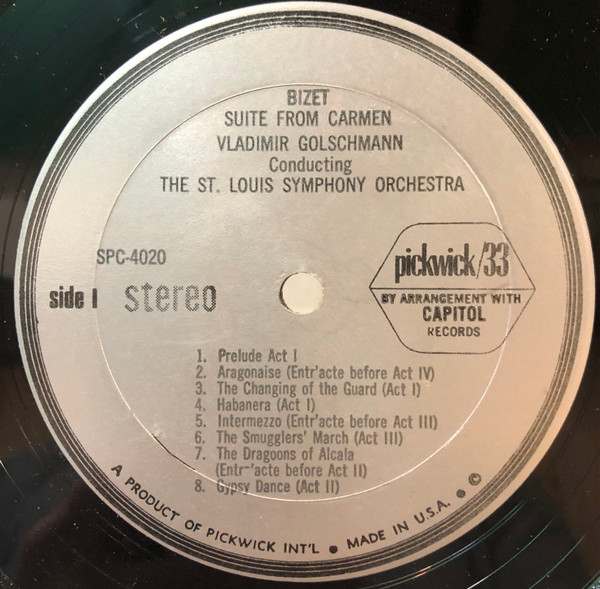 BIZET
SUITE FROM CARMEN
VLADIMIR GOLSCHMANN
Conducting
THE ST. LOUIS SYMPHONY ORCHESTRA
SPC-4020
side 1 stereo
pickwick/33
BY ARRANGEMENT WITH
CAPITOL
RECORDS
1. Prelude Act I
2. Aragonaise (Entr'acte before Act IV)
3. The Changing of the Guard (Act I)
4. Habanera (Act I)
5. Intermezzo (Entr'acte before Act III)
6. The Smugglers' March (Act III)
7. The Dragoons of Alcala
(Entr-'acte before Act II)
8. Gypsy Dance (Act II)
A PRODUCT OF PICKWICK INT'L ● MADE IN U.S.A. ● ©